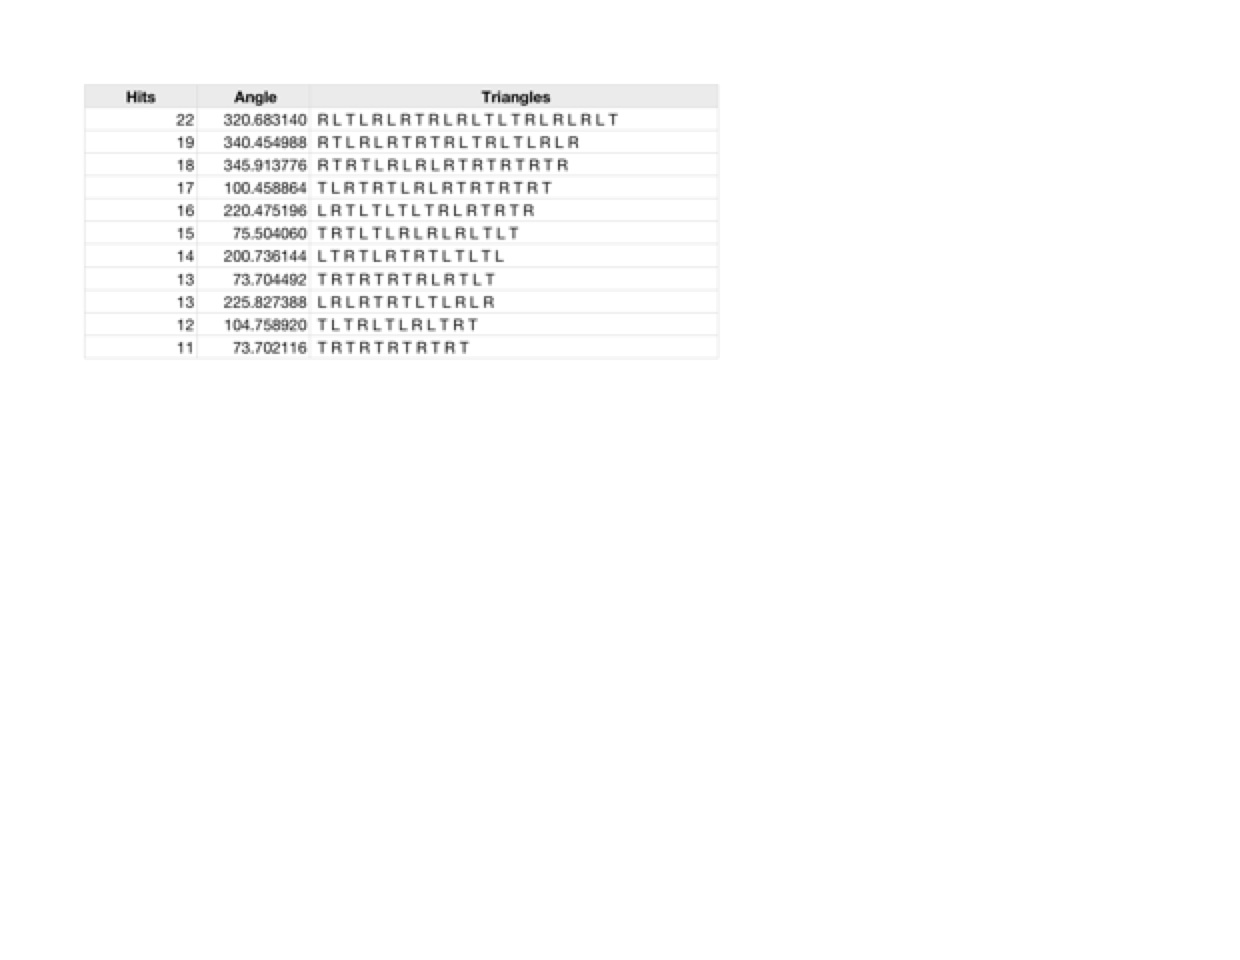 Hits Angle Triangles
22 320.683140 R L T L R L R T R L R L T L T R L R L R L T
19 340.454988 R T L R L R T R T R L T R L T L R L R
18 345.913776 R T R T L R L R L R T R T R T R T R
17 100.458864 T L R T R T L R L R T R T R T R T
16 220.475196 L R T L T L T L T R L R T R T R
15 75.504060 T R T L T L R L R L R L T L T
14 200.736144 L T R T L R T R T L T L T L
13 73.704492 T R T R T R T R L R T L T
13 225.827388 L R L R T R T L T L R L R
12 104.758920 T L T R L T L R L T R T
11 73.702116 T R T R T R T R T R T